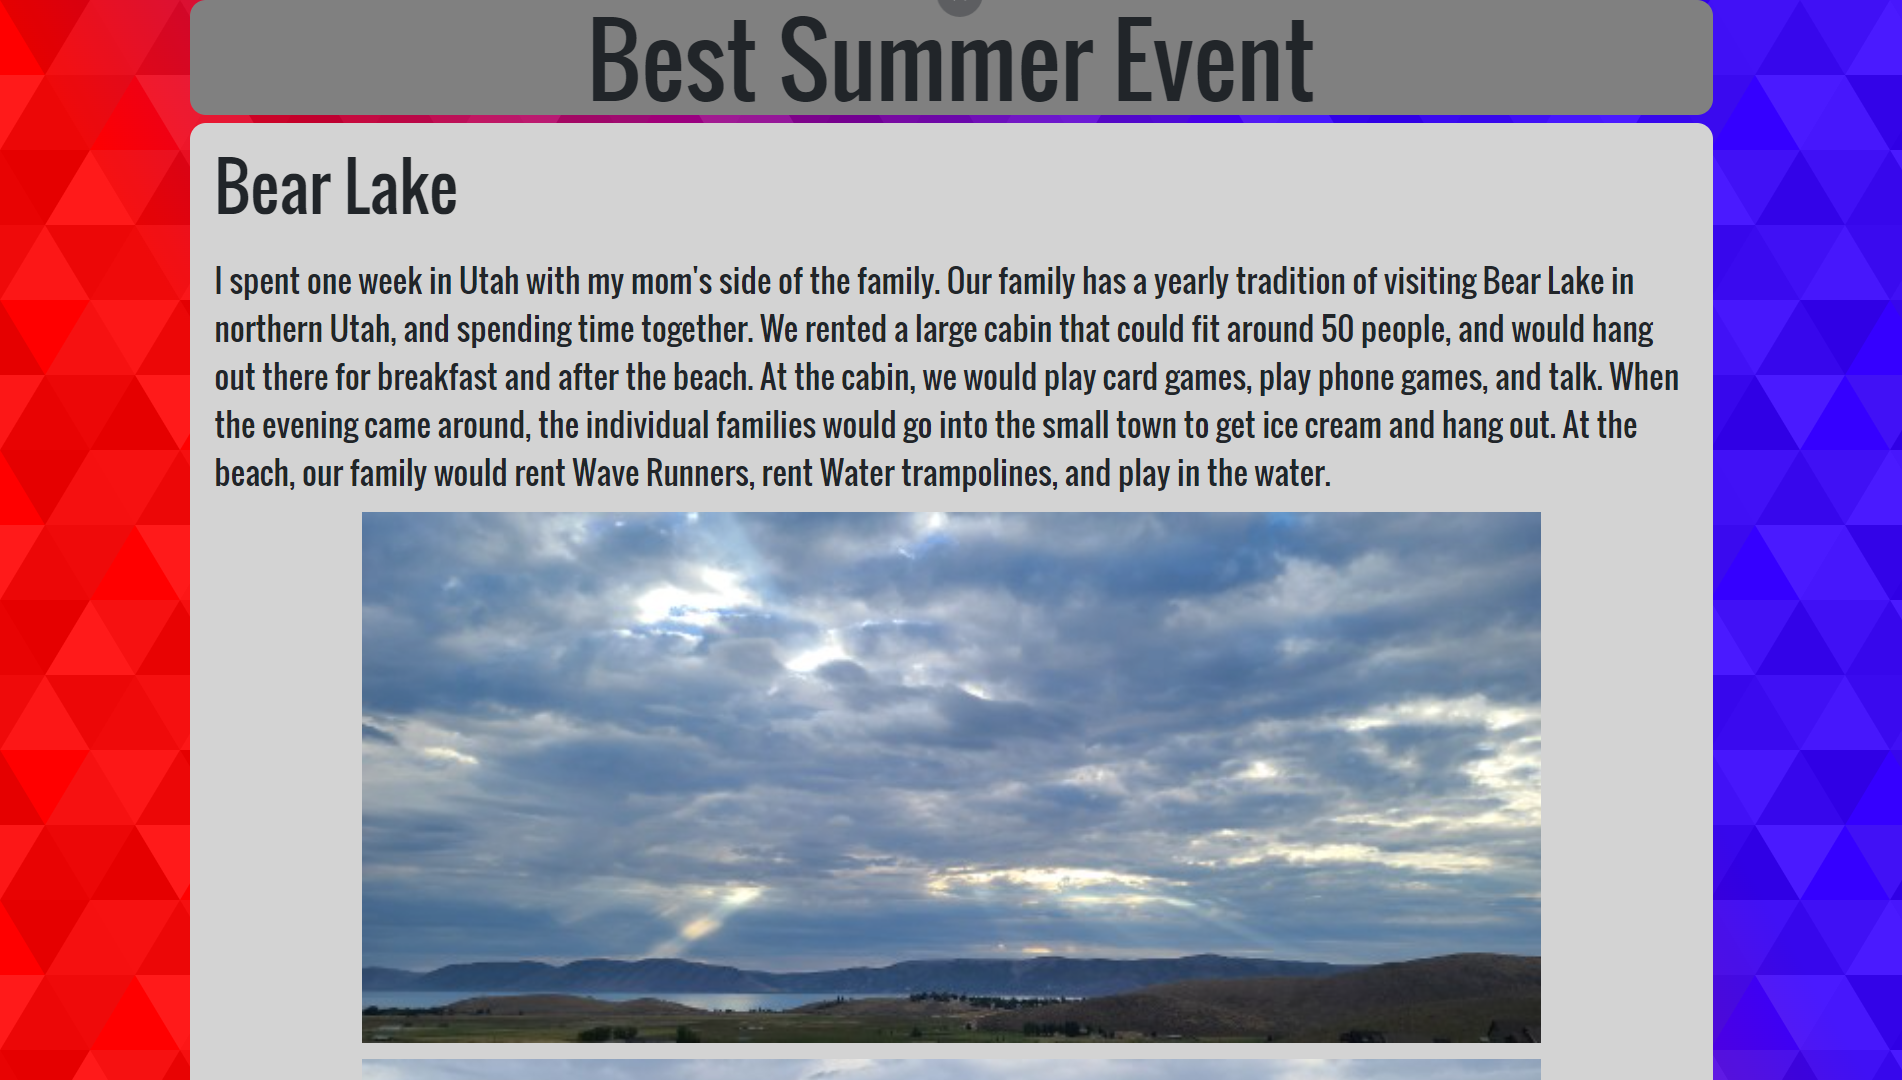 Best Summer Event
Bear Lake
I spent one week in Utah with my mom's side of the family. Our family has a yearly tradition of visiting Bear Lake in
northern Utah, and spending time together. We rented a large cabin that could fit around 50 people, and would hang
out there for breakfast and after the beach. At the cabin, we would play card games, play phone games, and talk. When
the evening came around, the individual families would go into the small town to get ice cream and hang out. At the
beach, our family would rent Wave Runners, rent Water trampolines, and play in the water.